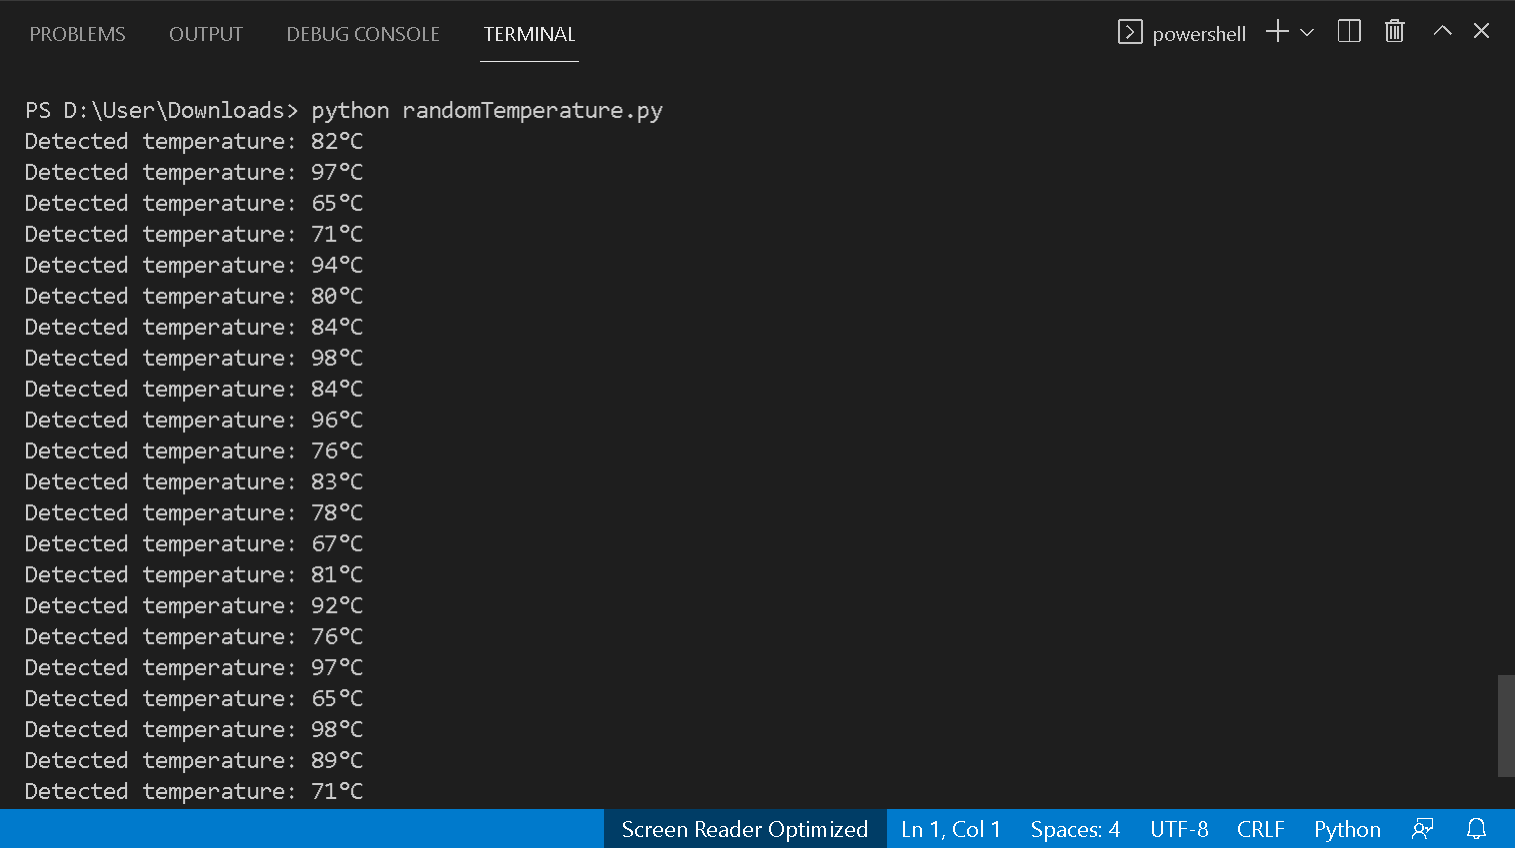 PROBLEMS OUTPUT DEBUG CONSOLE TERMINAL powershell
PS D:\User\Downloads> python randomTemperature.py
Detected temperature: 82°C
Detected temperature: 97°C
Detected temperature: 65°C
Detected temperature: 71°C
Detected temperature: 94°C
Detected temperature: 80°C
Detected temperature: 84°C
Detected temperature: 98°C
Detected temperature: 84°C
Detected temperature: 96°C
Detected temperature: 76°C
Detected temperature: 83°C
Detected temperature: 78°C
Detected temperature: 67°C
Detected temperature: 81°C
Detected temperature: 92°C
Detected temperature: 76°C
Detected temperature: 97°C
Detected temperature: 65°C
Detected temperature: 98°C
Detected temperature: 89°C
Detected temperature: 71°C
Screen Reader Optimized Ln 1, Col 1 Spaces: 4 UTF-8 CRLF Python